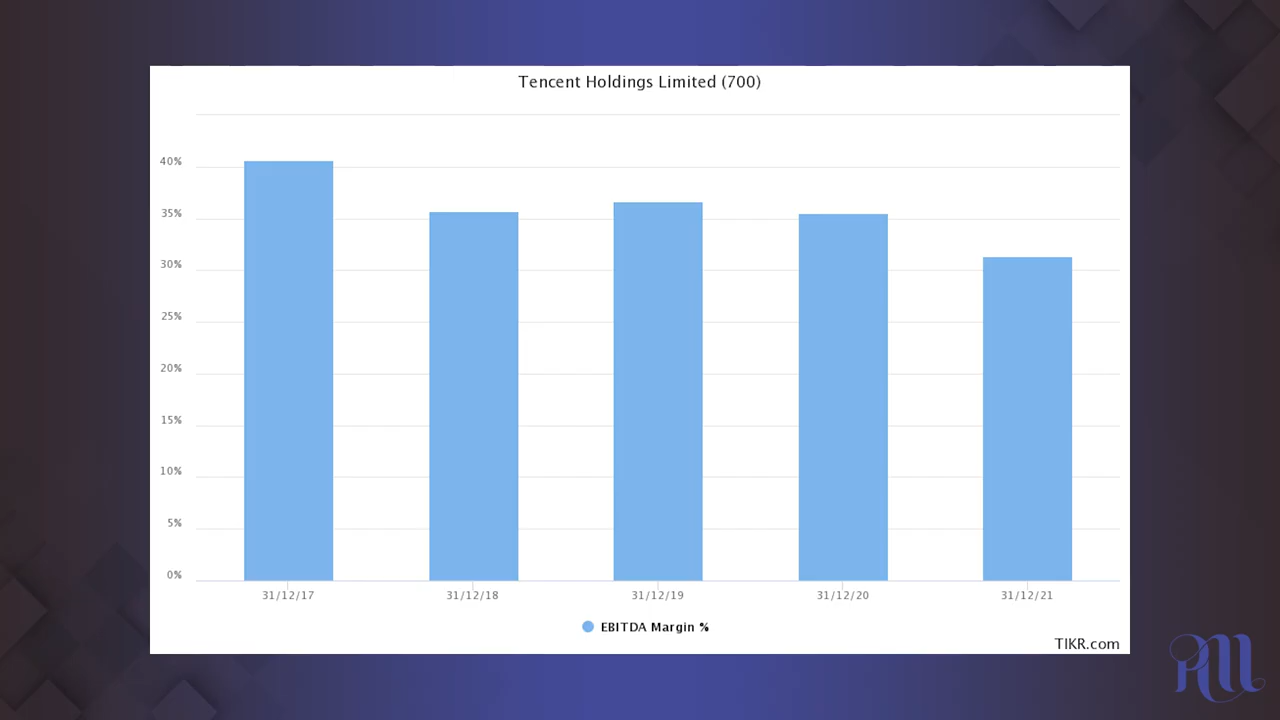 Tencent Holdings Limited (700)
40%
35%
30%
25%
20%
15%
10%
5%
0%
31/12/17 31/12/18 31/12/19 31/12/20 31/12/21
EBITDA Margin %
TIKR.com